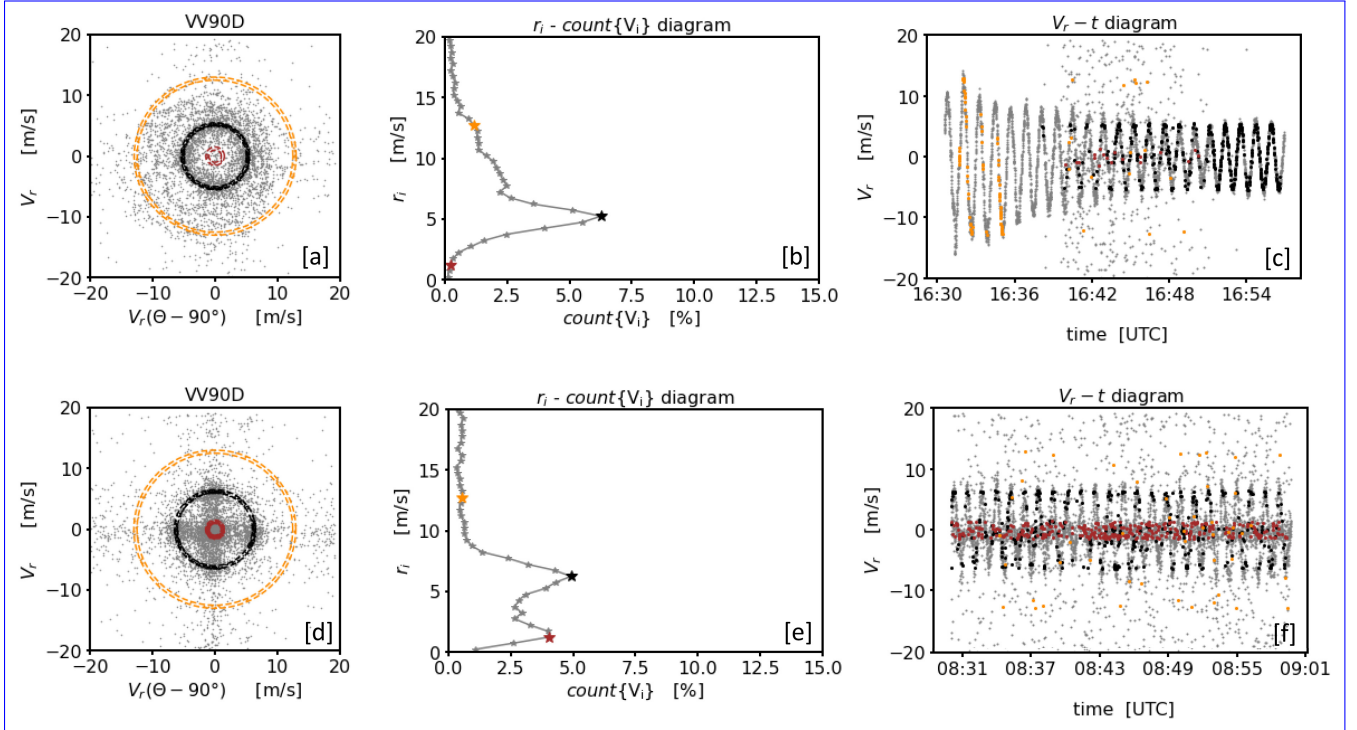 VV90D
20
10
0
−10
−20
V_r [m/s]
−20 −10 0 10 20
V_r(Θ − 90°) [m/s]
[a]
r_i - count{V_i} diagram
20
15
10
5
0
r_i [m/s]
0.0 2.5 5.0 7.5 10.0 12.5 15.0
count{V_i} [%]
[b]
V_r − t diagram
20
10
0
−10
−20
V_r [m/s]
16:30 16:36 16:42 16:48 16:54
time [UTC]
[c]
VV90D
20
10
0
−10
−20
V_r [m/s]
−20 −10 0 10 20
V_r(Θ − 90°) [m/s]
[d]
r_i - count{V_i} diagram
20
15
10
5
0
r_i [m/s]
0.0 2.5 5.0 7.5 10.0 12.5 15.0
count{V_i} [%]
[e]
V_r − t diagram
20
10
0
−10
−20
V_r [m/s]
08:31 08:37 08:43 08:49 08:55 09:01
time [UTC]
[f]